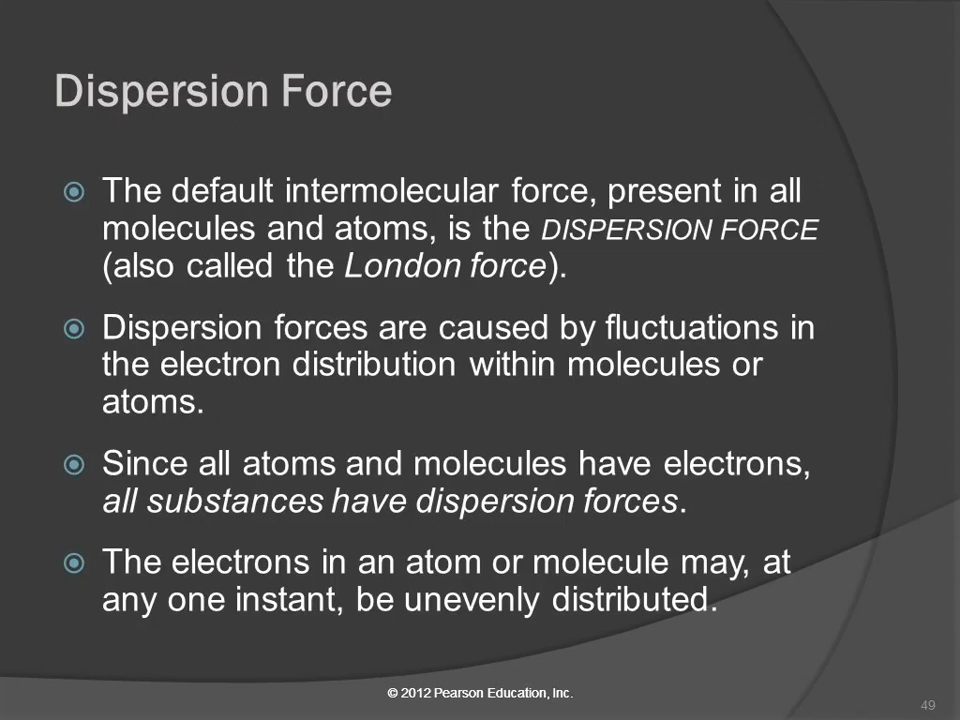 Dispersion Force
The default intermolecular force, present in all
molecules and atoms, is the DISPERSION FORCE
(also called the London force).
Dispersion forces are caused by fluctuations in
the electron distribution within molecules or
atoms.
Since all atoms and molecules have electrons,
all substances have dispersion forces.
The electrons in an atom or molecule may, at
any one instant, be unevenly distributed.
© 2012 Pearson Education, Inc.
49